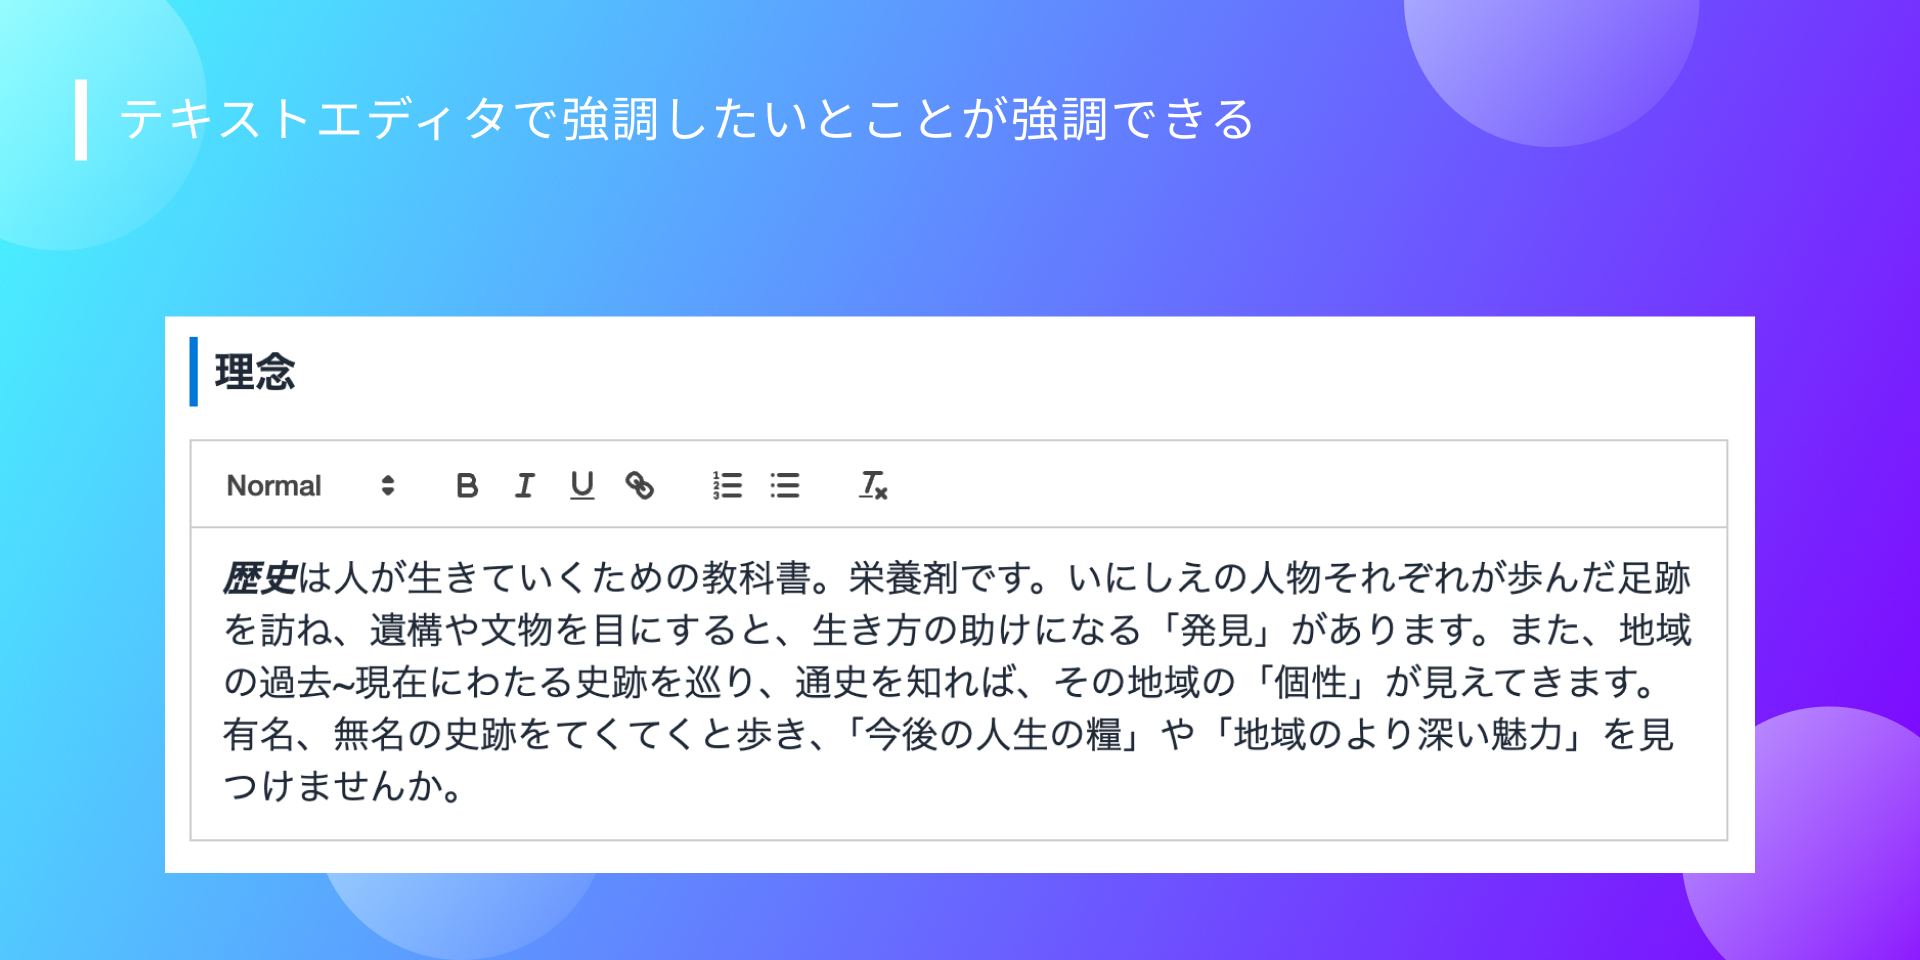 テキストエディタで強調したいとことが強調できる
理念
Normal
歴史は人が生きていくための教科書。栄養剤です。いにしえの人物それぞれが歩んだ足跡
を訪ね、遺構や文物を目にすると、生き方の助けになる「発見」があります。また、地域
の過去~現在にわたる史跡を巡り、通史を知れば、その地域の「個性」が見えてきます。
有名、無名の史跡をてくてくと歩き、「今後の人生の糧」や「地域のより深い魅力」を見
つけませんか。